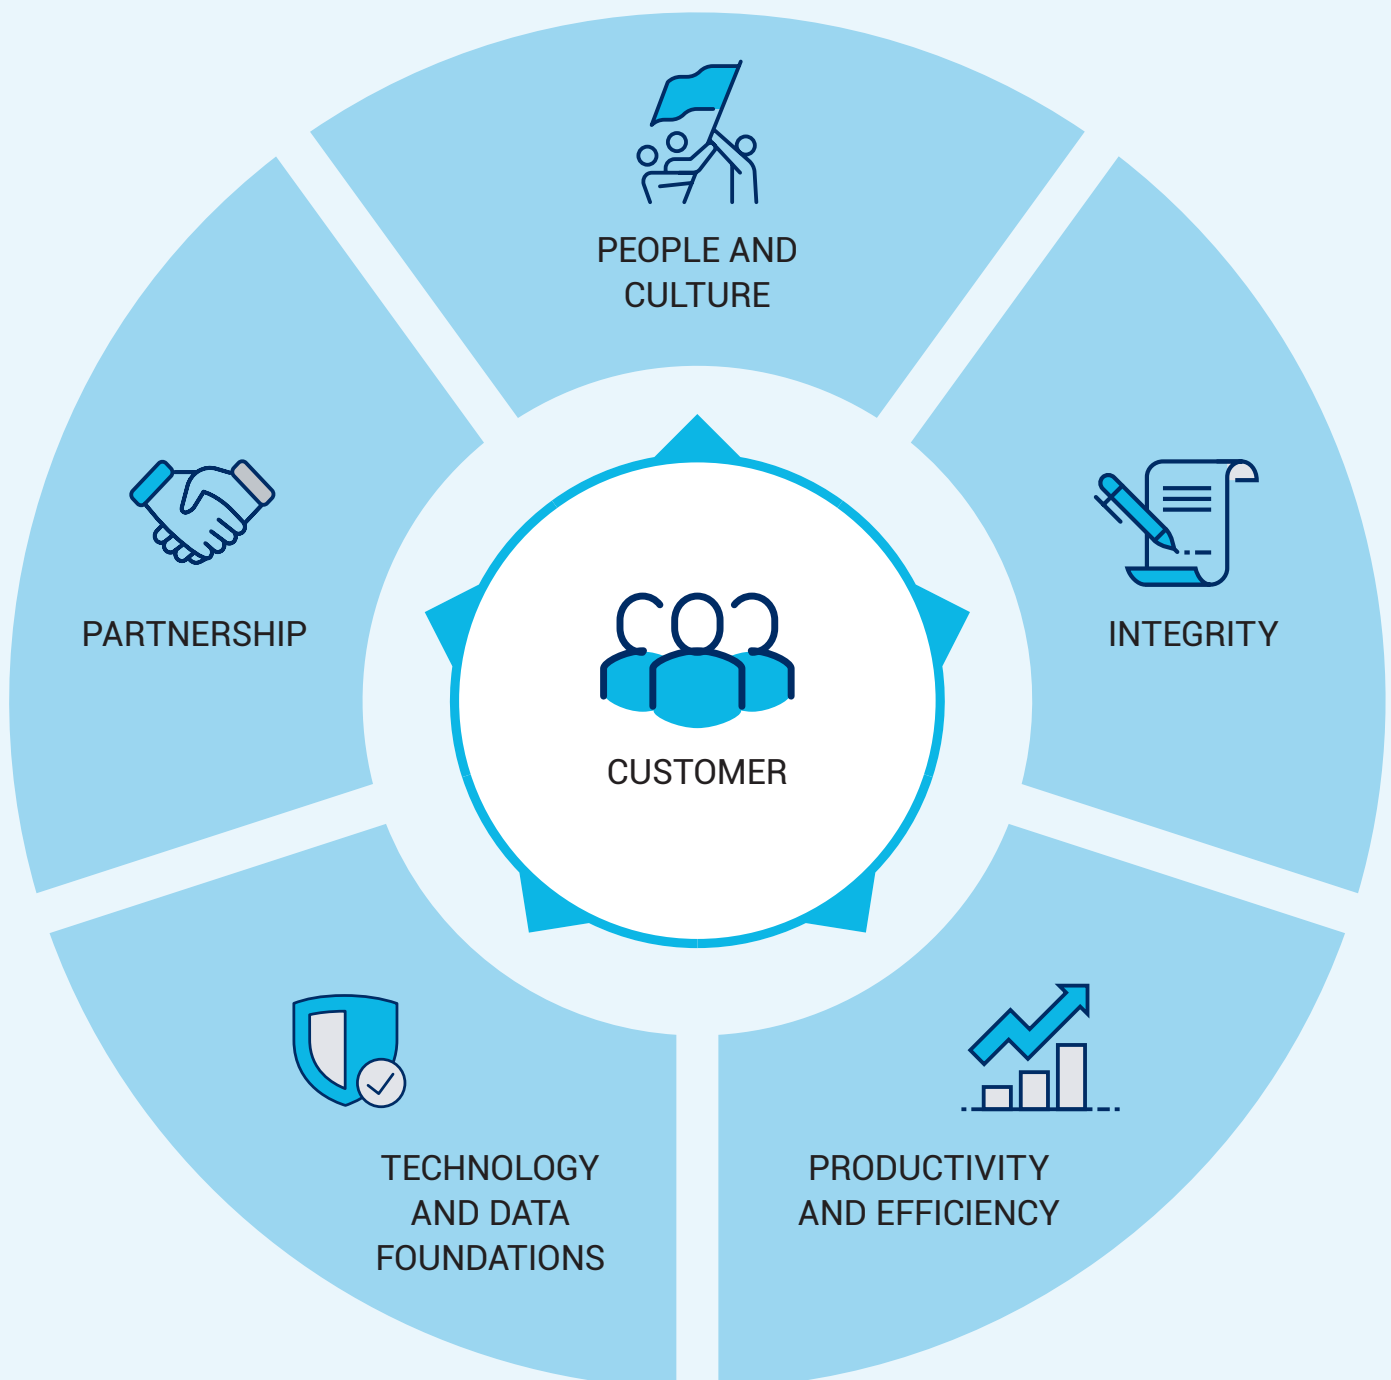 PEOPLE AND
CULTURE
PARTNERSHIP
INTEGRITY
CUSTOMER
TECHNOLOGY
AND DATA
FOUNDATIONS
PRODUCTIVITY
AND EFFICIENCY